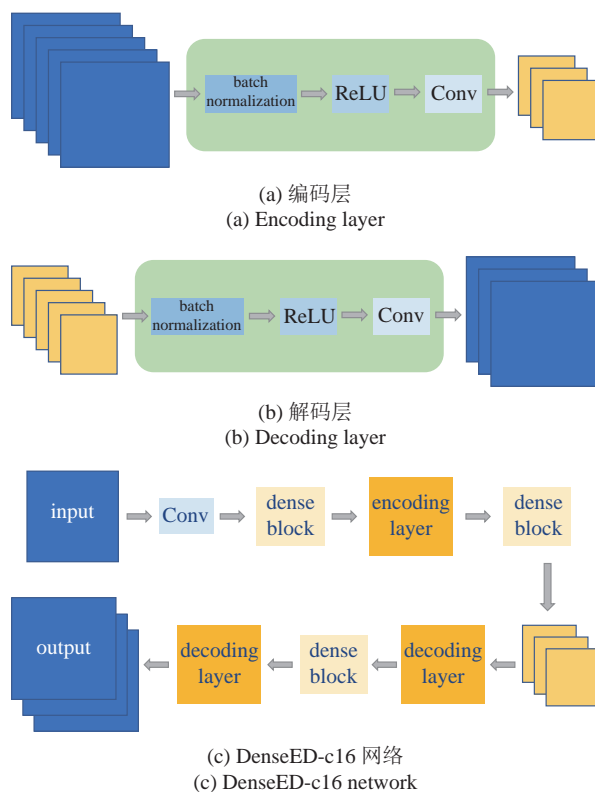 batch
normalization
ReLU
Conv
(a) 编码层
(a) Encoding layer
batch
normalization
ReLU
Conv
(b) 解码层
(b) Decoding layer
input
Conv
dense
block
encoding
layer
dense
block
output
decoding
layer
dense
block
decoding
layer
(c) DenseED-c16 网络
(c) DenseED-c16 network